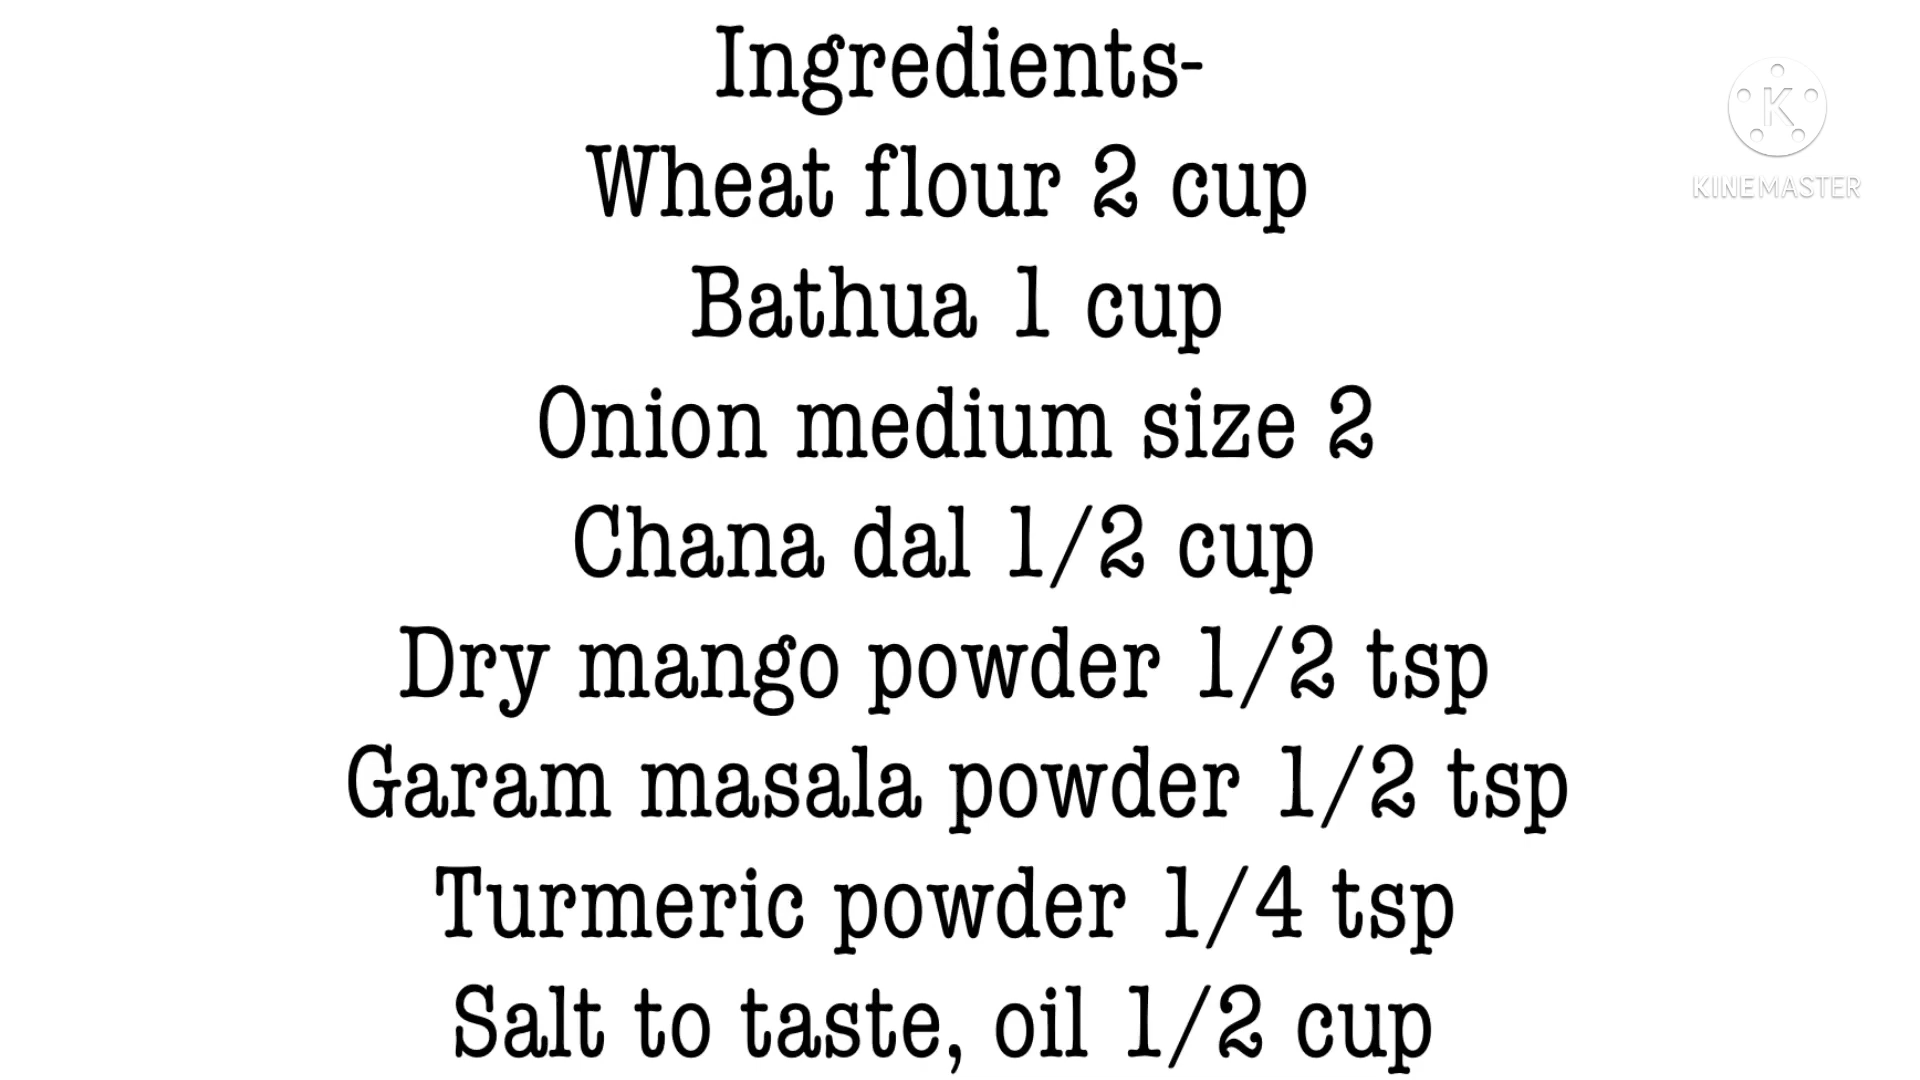 Ingredients-
Wheat flour 2 cup
Bathua 1 cup
Onion medium size 2
Chana dal 1/2 cup
Dry mango powder 1/2 tsp
Garam masala powder 1/2 tsp
Turmeric powder 1/4 tsp
Salt to taste, oil 1/2 cup
K
KINEMASTER